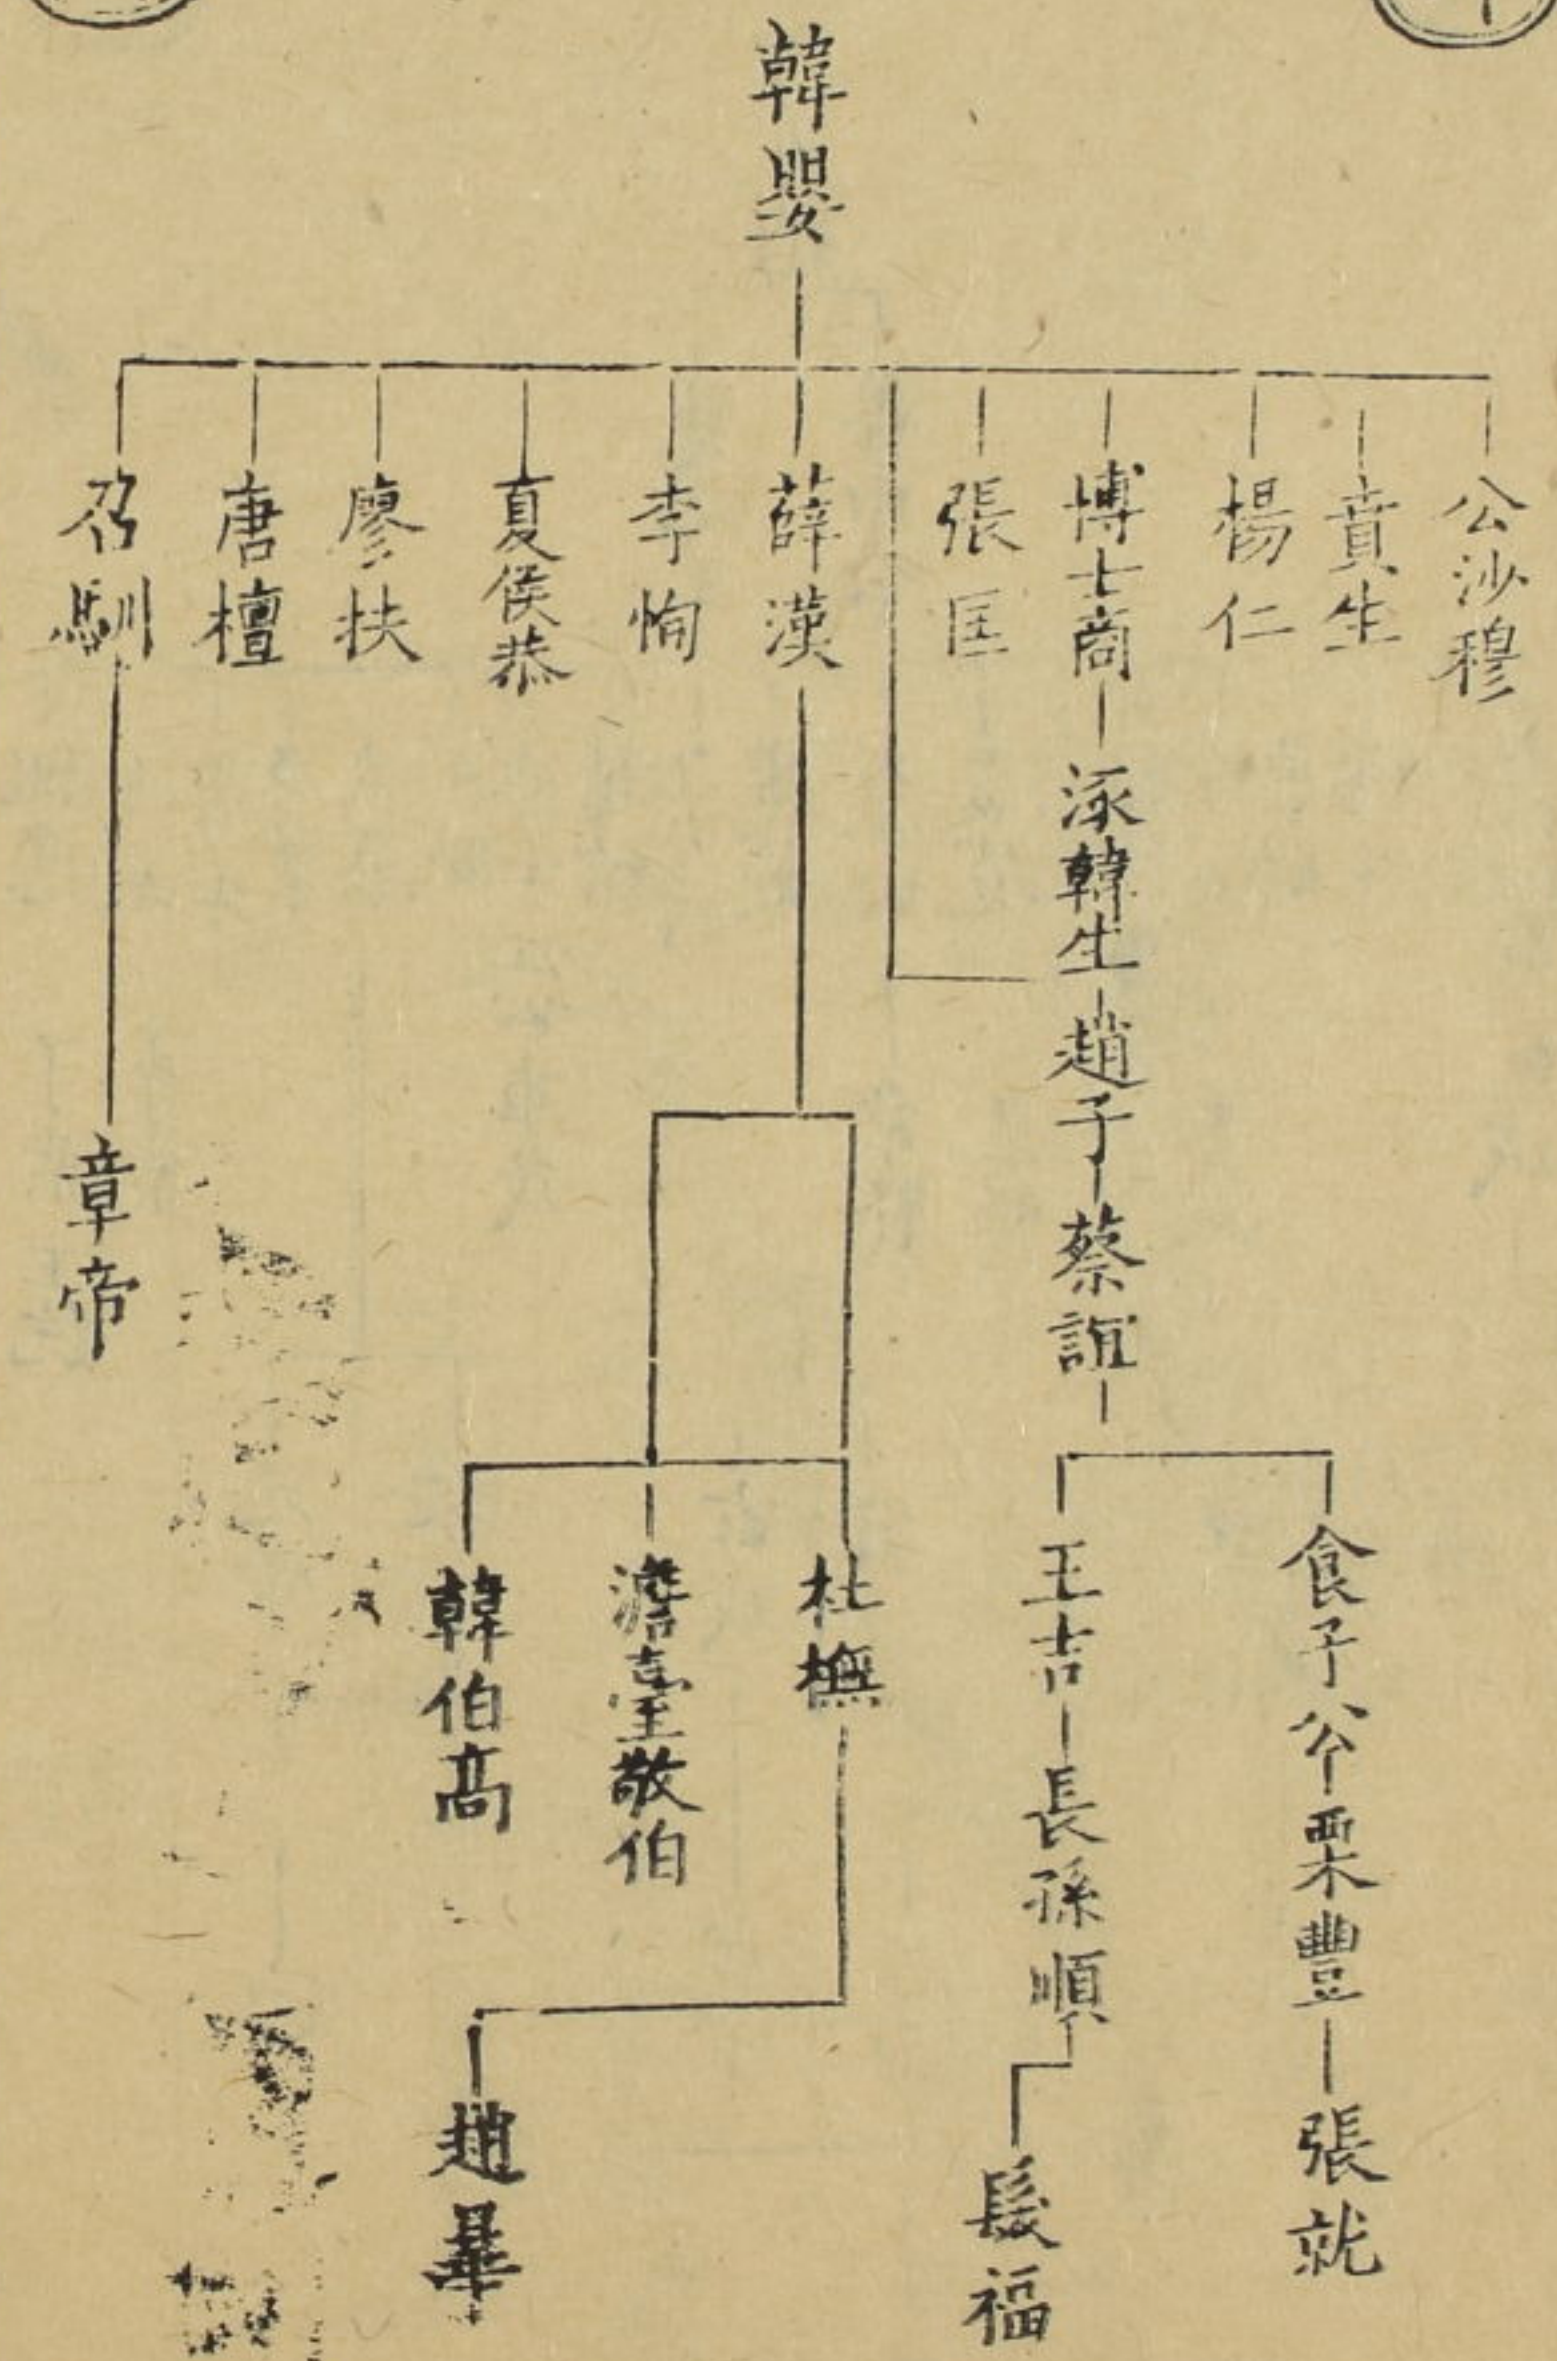 韓嬰
公沙穆
賁生
楊仁
博士商
張匡
薛漢
李恂
夏侯恭
廖扶
唐檀
召馴
涿韓生
趙子
蔡誼
章帝
食子公
王吉
杜橅
澹臺敬伯
韓伯高
栗豐
長孫順
張就
髮福
趙曅